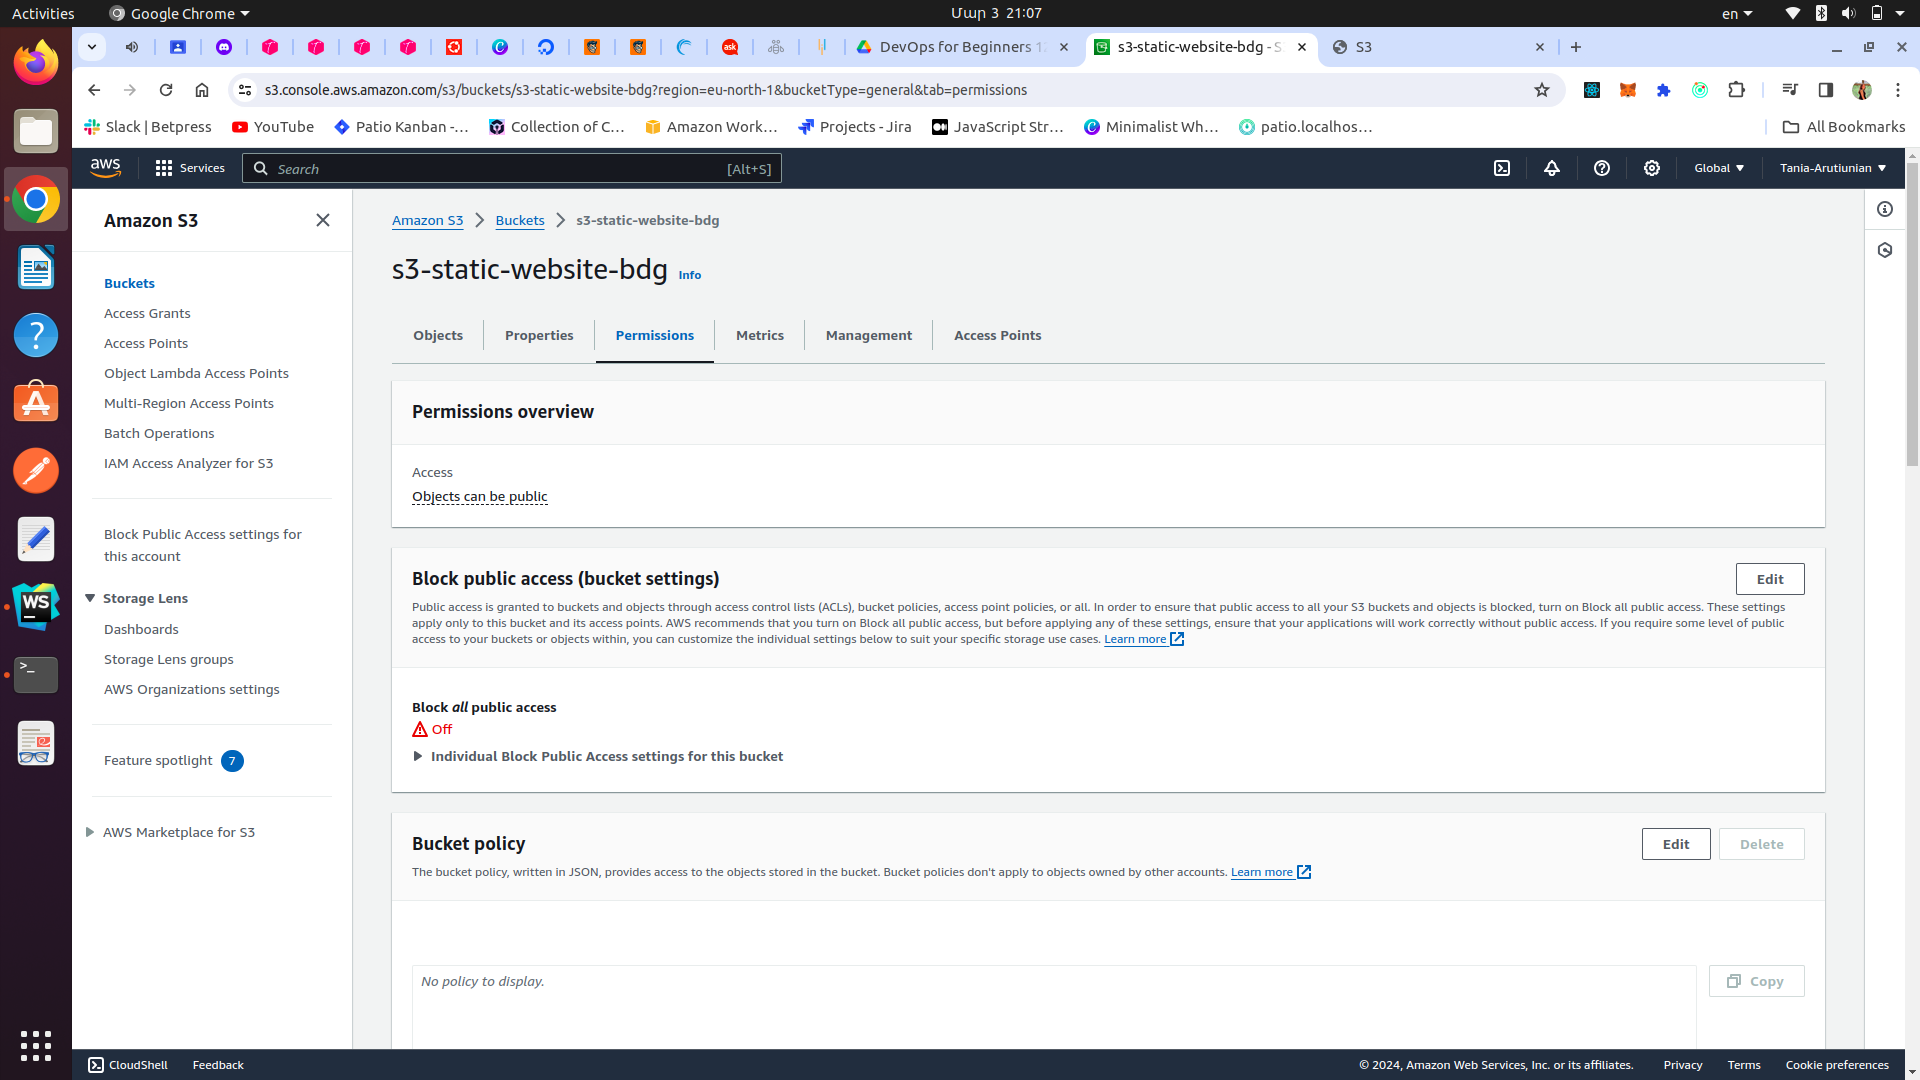 Activities
Google Chrome
Մար 3 21:07
en
DevOps for Beginners 1
s3-static-website-bdg - S
S3
s3.console.aws.amazon.com/s3/buckets/s3-static-website-bdg?region=eu-north-1&bucketType=general&tab=permissions
Slack | Betpress
YouTube
Patio Kanban -...
Collection of C...
Amazon Work...
Projects - Jira
JavaScript Str...
Minimalist Wh...
patio.localhos...
All Bookmarks
aws
Services
Search
[Alt+S]
Global
Tania-Arutiunian
Amazon S3
Buckets
Access Grants
Access Points
Object Lambda Access Points
Multi-Region Access Points
Batch Operations
IAM Access Analyzer for S3
Block Public Access settings for
this account
Storage Lens
Dashboards
Storage Lens groups
AWS Organizations settings
Feature spotlight 7
AWS Marketplace for S3
Amazon S3
Buckets
s3-static-website-bdg
s3-static-website-bdg Info
Objects
Properties
Permissions
Metrics
Management
Access Points
Permissions overview
Access
Objects can be public
Block public access (bucket settings)
Edit
Public access is granted to buckets and objects through access control lists (ACLs), bucket policies, access point policies, or all. In order to ensure that public access to all your S3 buckets and objects is blocked, turn on Block all public access. These settings
apply only to this bucket and its access points. AWS recommends that you turn on Block all public access, but before applying any of these settings, ensure that your applications will work correctly without public access. If you require some level of public
access to your buckets or objects within, you can customize the individual settings below to suit your specific storage use cases. Learn more
Block all public access
Off
Individual Block Public Access settings for this bucket
Bucket policy
Edit
Delete
The bucket policy, written in JSON, provides access to the objects stored in the bucket. Bucket policies don't apply to objects owned by other accounts. Learn more
No policy to display.
Copy
CloudShell
Feedback
© 2024, Amazon Web Services, Inc. or its affiliates.
Privacy
Terms
Cookie preferences
ask
WS